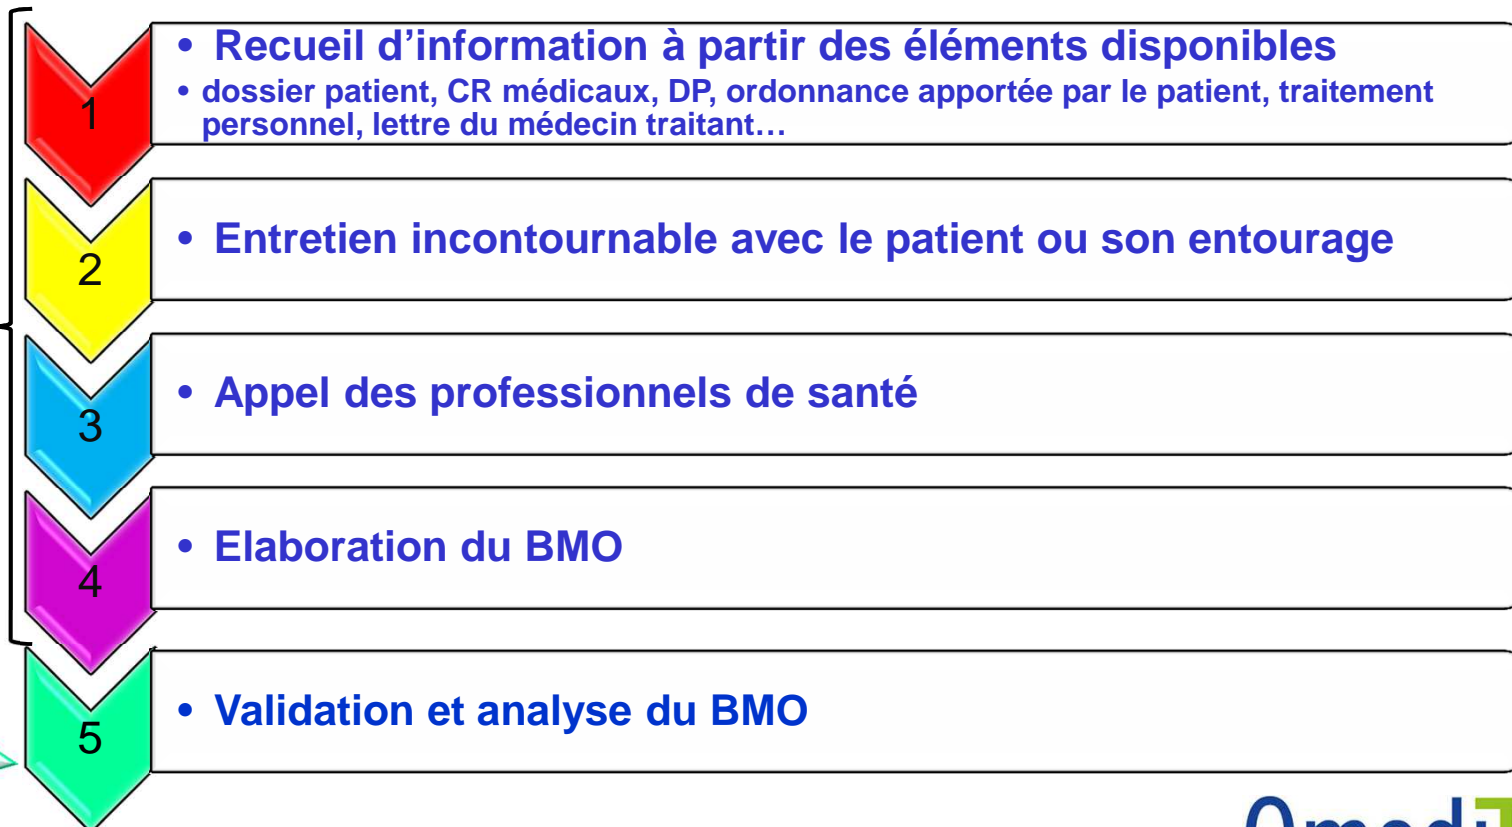 1
• Recueil d’information à partir des éléments disponibles
• dossier patient, CR médicaux, DP, ordonnance apportée par le patient, traitement
personnel, lettre du médecin traitant…
2
• Entretien incontournable avec le patient ou son entourage
3
• Appel des professionnels de santé
4
• Elaboration du BMO
5
• Validation et analyse du BMO